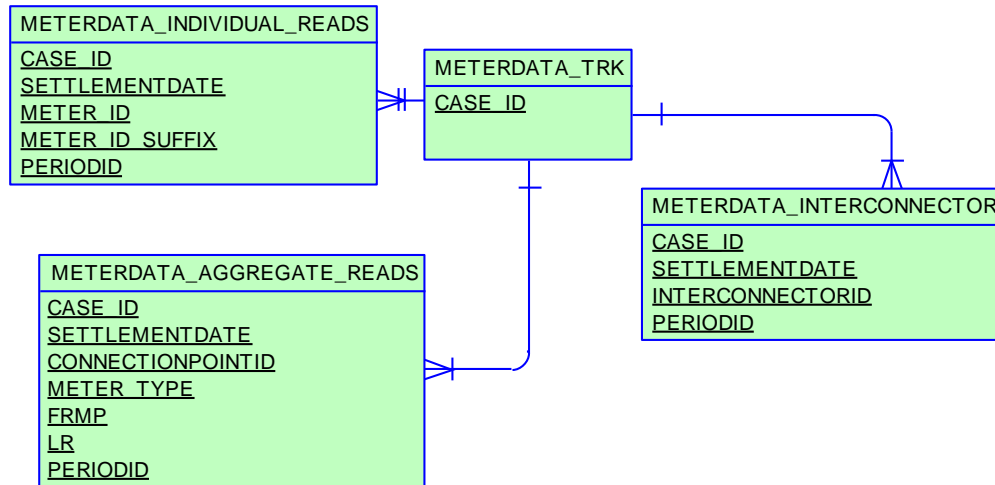 METERDATA_INDIVIDUAL_READS
CASE_ID
SETTLEMENTDATE
METER_ID
METER_ID_SUFFIX
PERIODID
METERDATA_TRK
CASE_ID
METERDATA_INTERCONNECTOR
CASE_ID
SETTLEMENTDATE
INTERCONNECTORID
PERIODID
METERDATA_AGGREGATE_READS
CASE_ID
SETTLEMENTDATE
CONNECTIONPOINTID
METER_TYPE
FRMP
LR
PERIODID